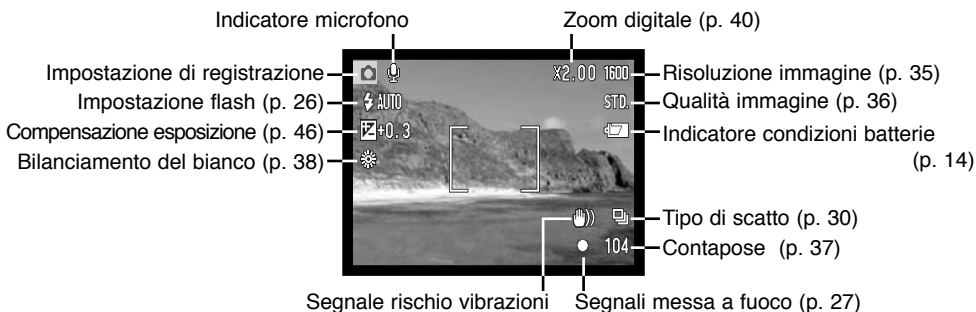 Indicatore microfono
Zoom digitale (p. 40)
Impostazione di registrazione
X2.00 1600
Risoluzione immagine (p. 35)
Impostazione flash (p. 26)
AUTO
STD.
Qualità immagine (p. 36)
Compensazione esposizione (p. 46)
+0.3
Indicatore condizioni batterie
(p. 14)
Bilanciamento del bianco (p. 38)
Tipo di scatto (p. 30)
104
Contapose (p. 37)
Segnale rischio vibrazioni
Segnali messa a fuoco (p. 27)